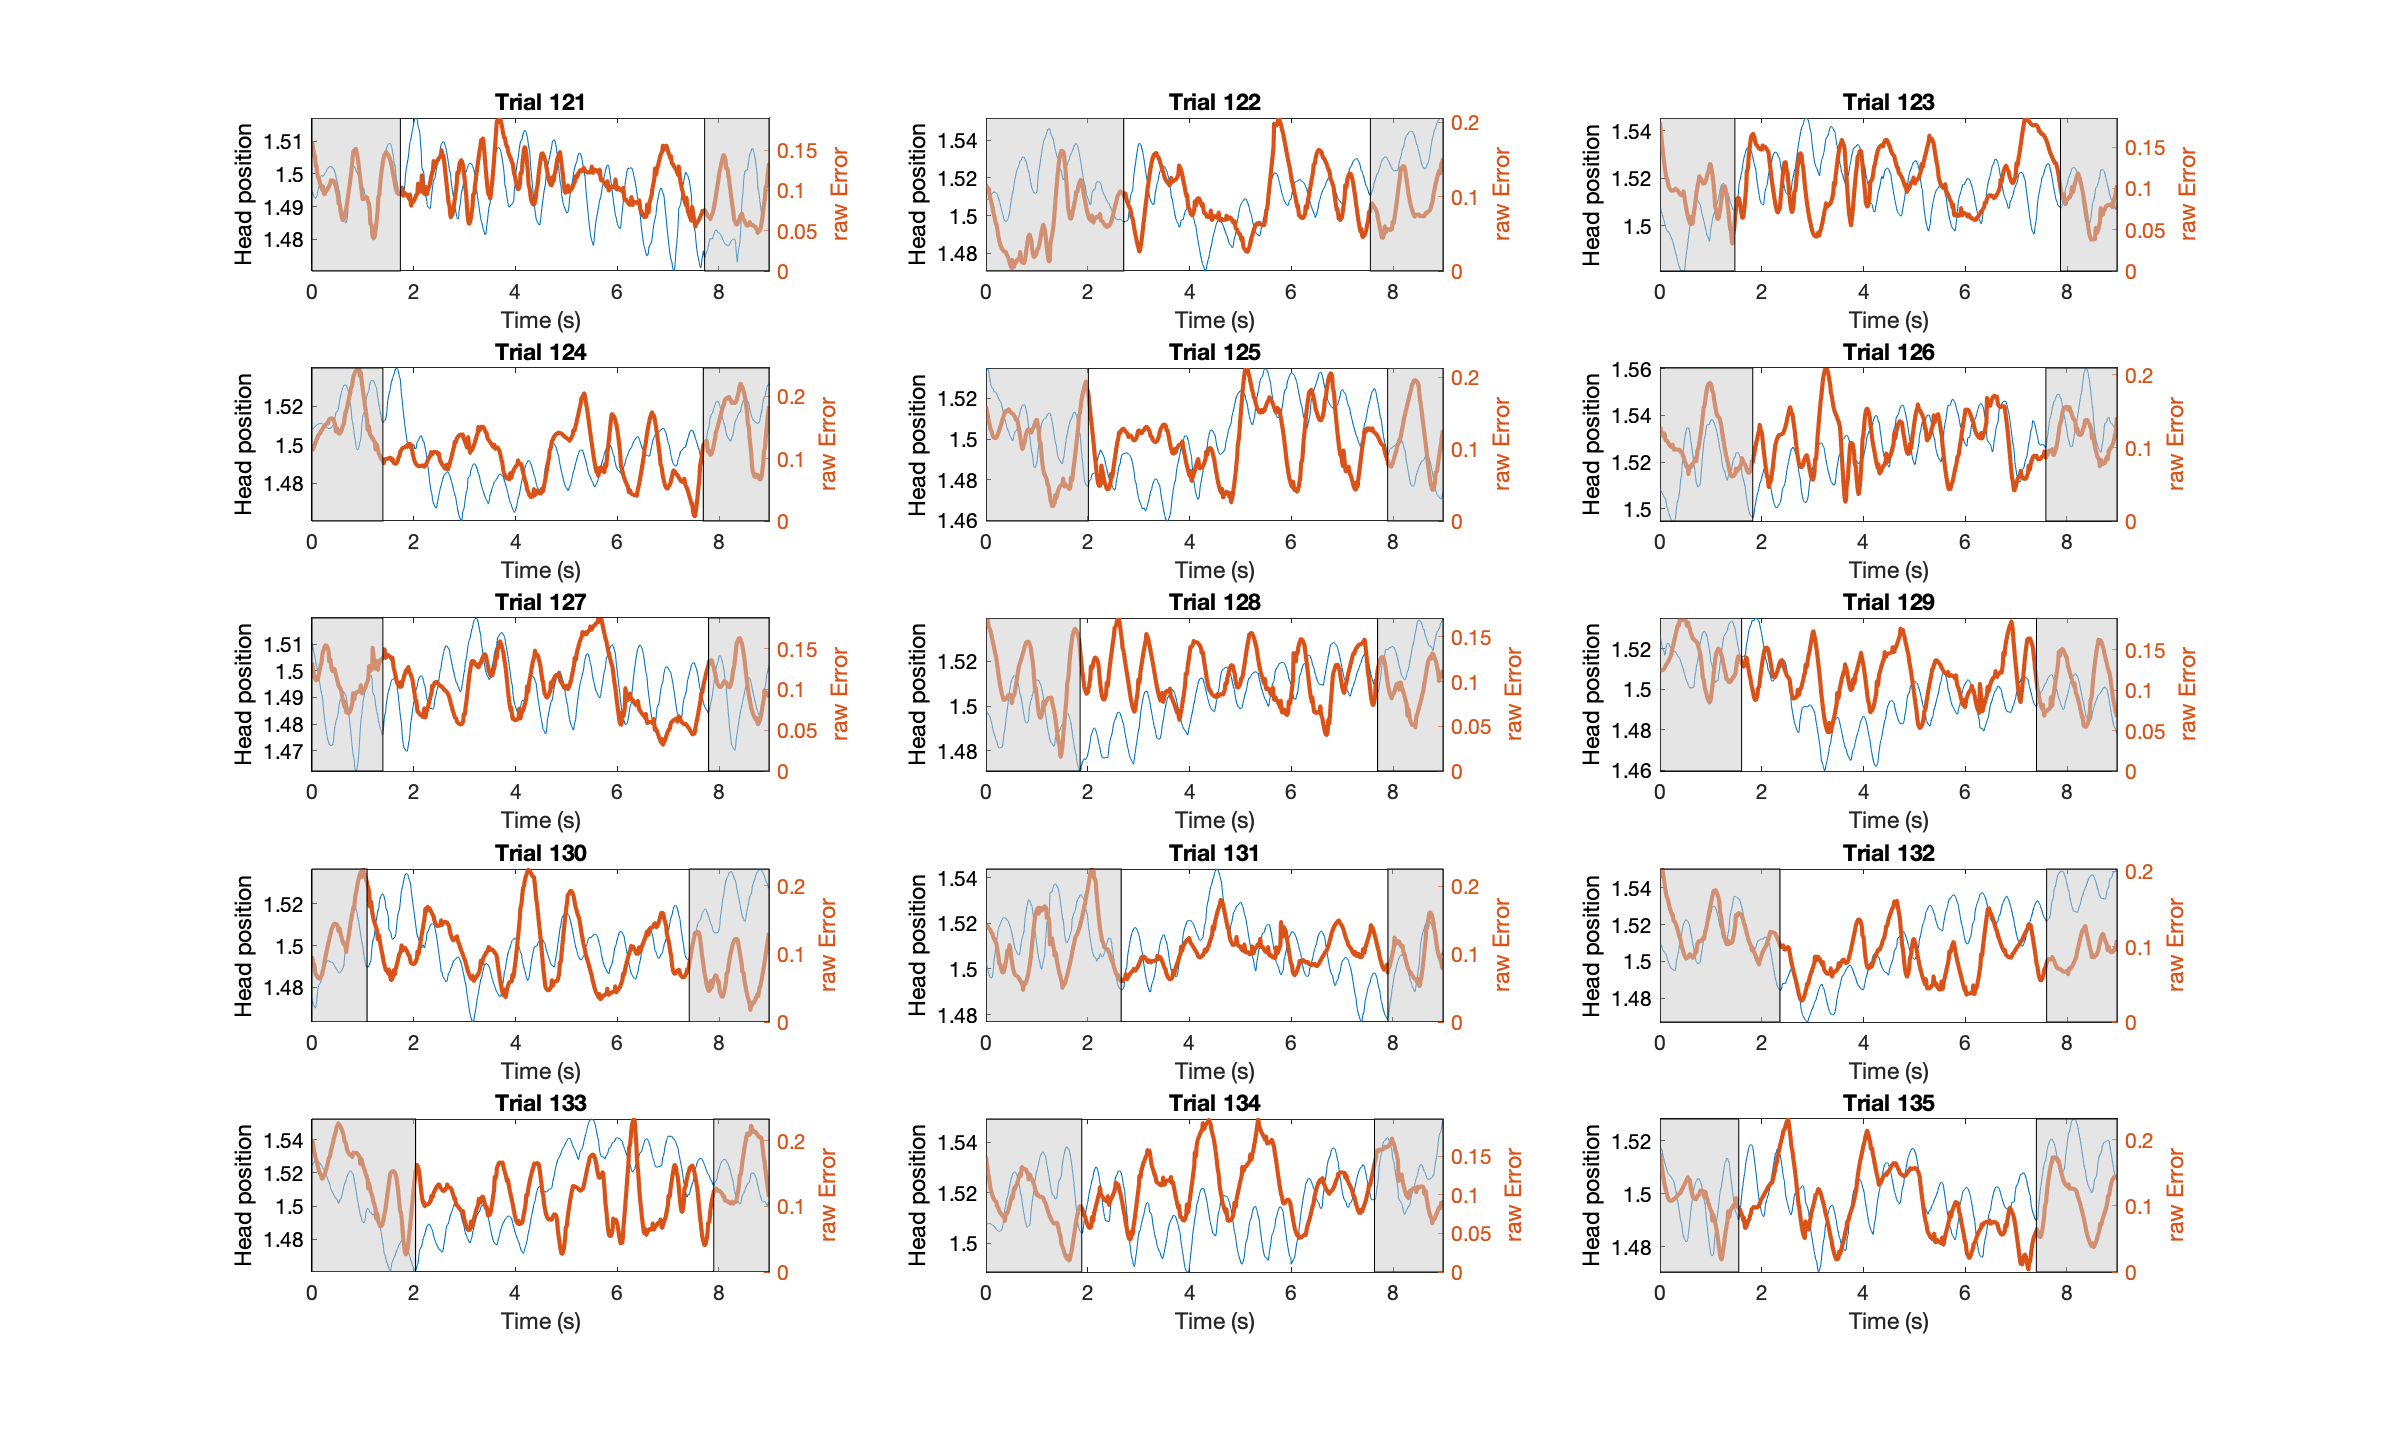 Trial 121
Head position
1.51
1.5
1.49
1.48
0.15
0.1
0.05
0
raw Error
0 2 4 6 8
Time (s)
Trial 122
Head position
1.54
1.52
1.5
1.48
0.2
0.1
0
raw Error
0 2 4 6 8
Time (s)
Trial 123
Head position
1.54
1.52
1.5
0.15
0.1
0.05
0
raw Error
0 2 4 6 8
Time (s)
Trial 124
Head position
1.52
1.5
1.48
0.2
0.1
0
raw Error
0 2 4 6 8
Time (s)
Trial 125
Head position
1.52
1.5
1.48
1.46
0.2
0.1
0
raw Error
0 2 4 6 8
Time (s)
Trial 126
Head position
1.56
1.54
1.52
1.5
0.2
0.1
0
raw Error
0 2 4 6 8
Time (s)
Trial 127
Head position
1.51
1.5
1.49
1.48
1.47
0.15
0.1
0.05
0
raw Error
0 2 4 6 8
Time (s)
Trial 128
Head position
1.52
1.5
1.48
0.15
0.1
0.05
0
raw Error
0 2 4 6 8
Time (s)
Trial 129
Head position
1.52
1.5
1.48
1.46
0.15
0.1
0.05
0
raw Error
0 2 4 6 8
Time (s)
Trial 130
Head position
1.52
1.5
1.48
0.2
0.1
0
raw Error
0 2 4 6 8
Time (s)
Trial 131
Head position
1.54
1.52
1.5
1.48
0.2
0.1
0
raw Error
0 2 4 6 8
Time (s)
Trial 132
Head position
1.54
1.52
1.5
1.48
0.2
0.1
0
raw Error
0 2 4 6 8
Time (s)
Trial 133
Head position
1.54
1.52
1.5
1.48
0.2
0.1
0
raw Error
0 2 4 6 8
Time (s)
Trial 134
Head position
1.54
1.52
1.5
0.15
0.1
0.05
0
raw Error
0 2 4 6 8
Time (s)
Trial 135
Head position
1.52
1.5
1.48
0.2
0.1
0
raw Error
0 2 4 6 8
Time (s)